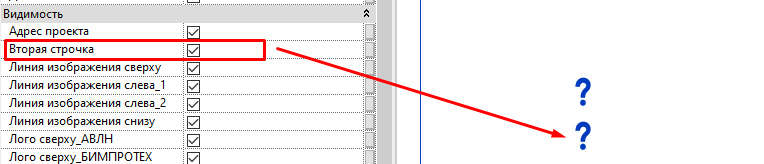 Видимость
Адрес проекта
Вторая строчка
Линия изображения сверху
Линия изображения слева_1
Линия изображения слева_2
Линия изображения снизу
Лого сверху_АВЛН
Лого сверху_БИМПРОТЕХ
?
?